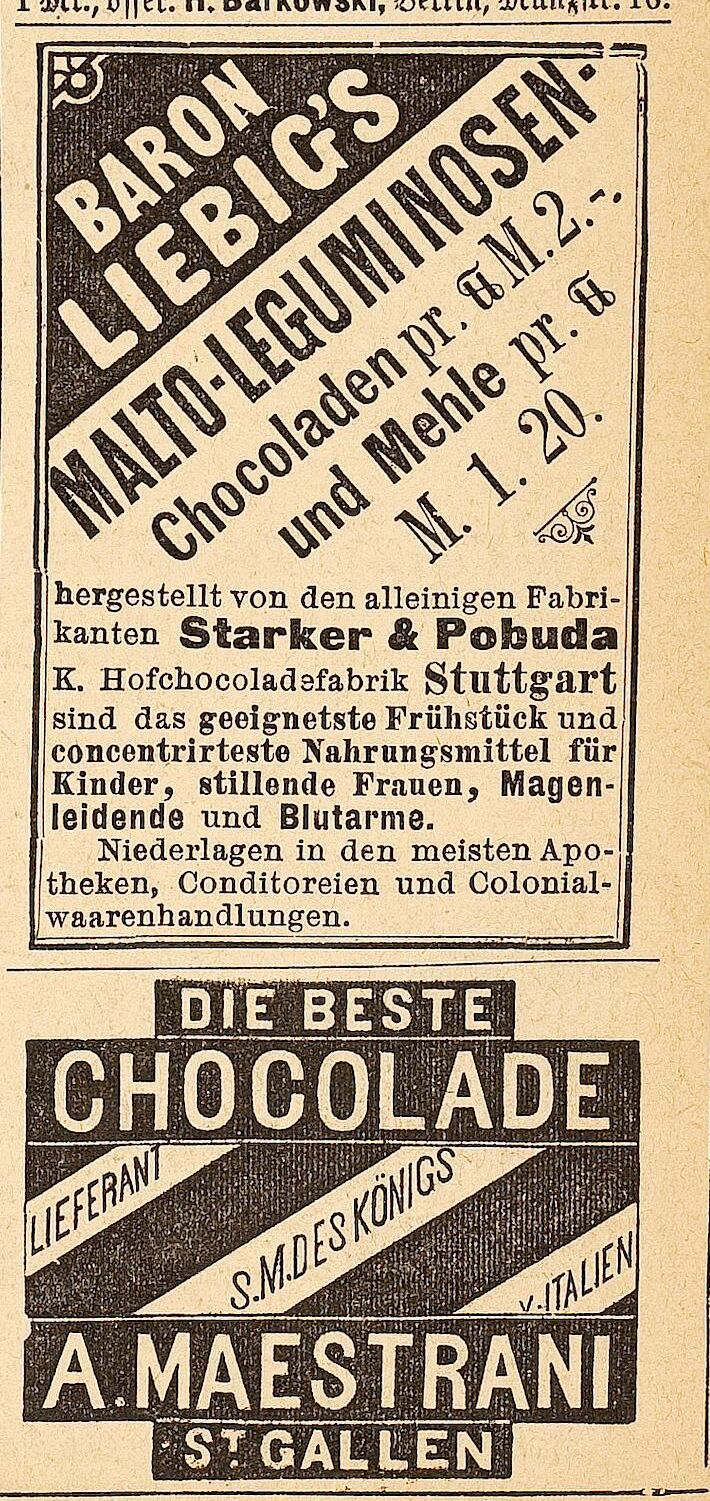 H. Barkowski, Berlin,
BARON
LIEBIG'S
MALTO-LEGUMINOSEN-
Chocoladen pr. ℔ M. 2.-.
und Mehle pr. ℔
M. 1. 20.
hergestellt von den alleinigen Fabri-
kanten Starker & Pobuda
K. Hofchocoladefabrik Stuttgart
sind das geeignetste Frühstück und
concentrirteste Nahrungsmittel für
Kinder, stillende Frauen, Magen-
leidende und Blutarme.
Niederlagen in den meisten Apo-
theken, Conditoreien und Colonial-
waarenhandlungen.
DIE BESTE
CHOCOLADE
LIEFERANT
S.M.DES KÖNIGS
V.ITALIEN
A. MAESTRANI
ST GALLEN